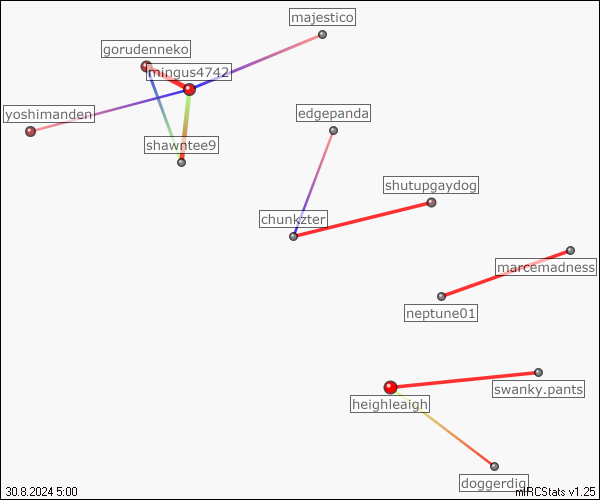 majestico
gorudenneko
mingus4742
yoshimanden
edgepanda
shawntee9
shutupgaydog
chunkzter
marcemadness
neptune01
swanky.pants
heighleaigh
doggerdig
30.8.2024 5:00
mIRCStats v1.25